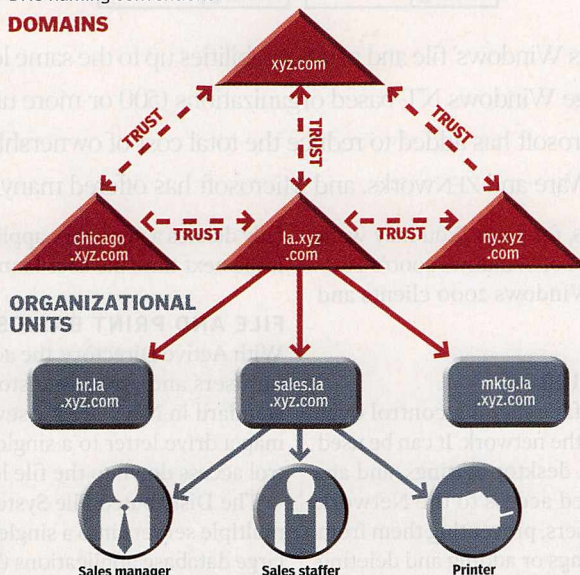 DOMAINS
xyz.com
TRUST
TRUST
TRUST
chicago
.xyz.com
TRUST
la.xyz
.com
TRUST
ny.xyz
.com
ORGANIZATIONAL
UNITS
hr.la
.xyz.com
sales.la
.xyz.com
mktg.la
.xyz.com
Sales manager
Sales staffer
Printer